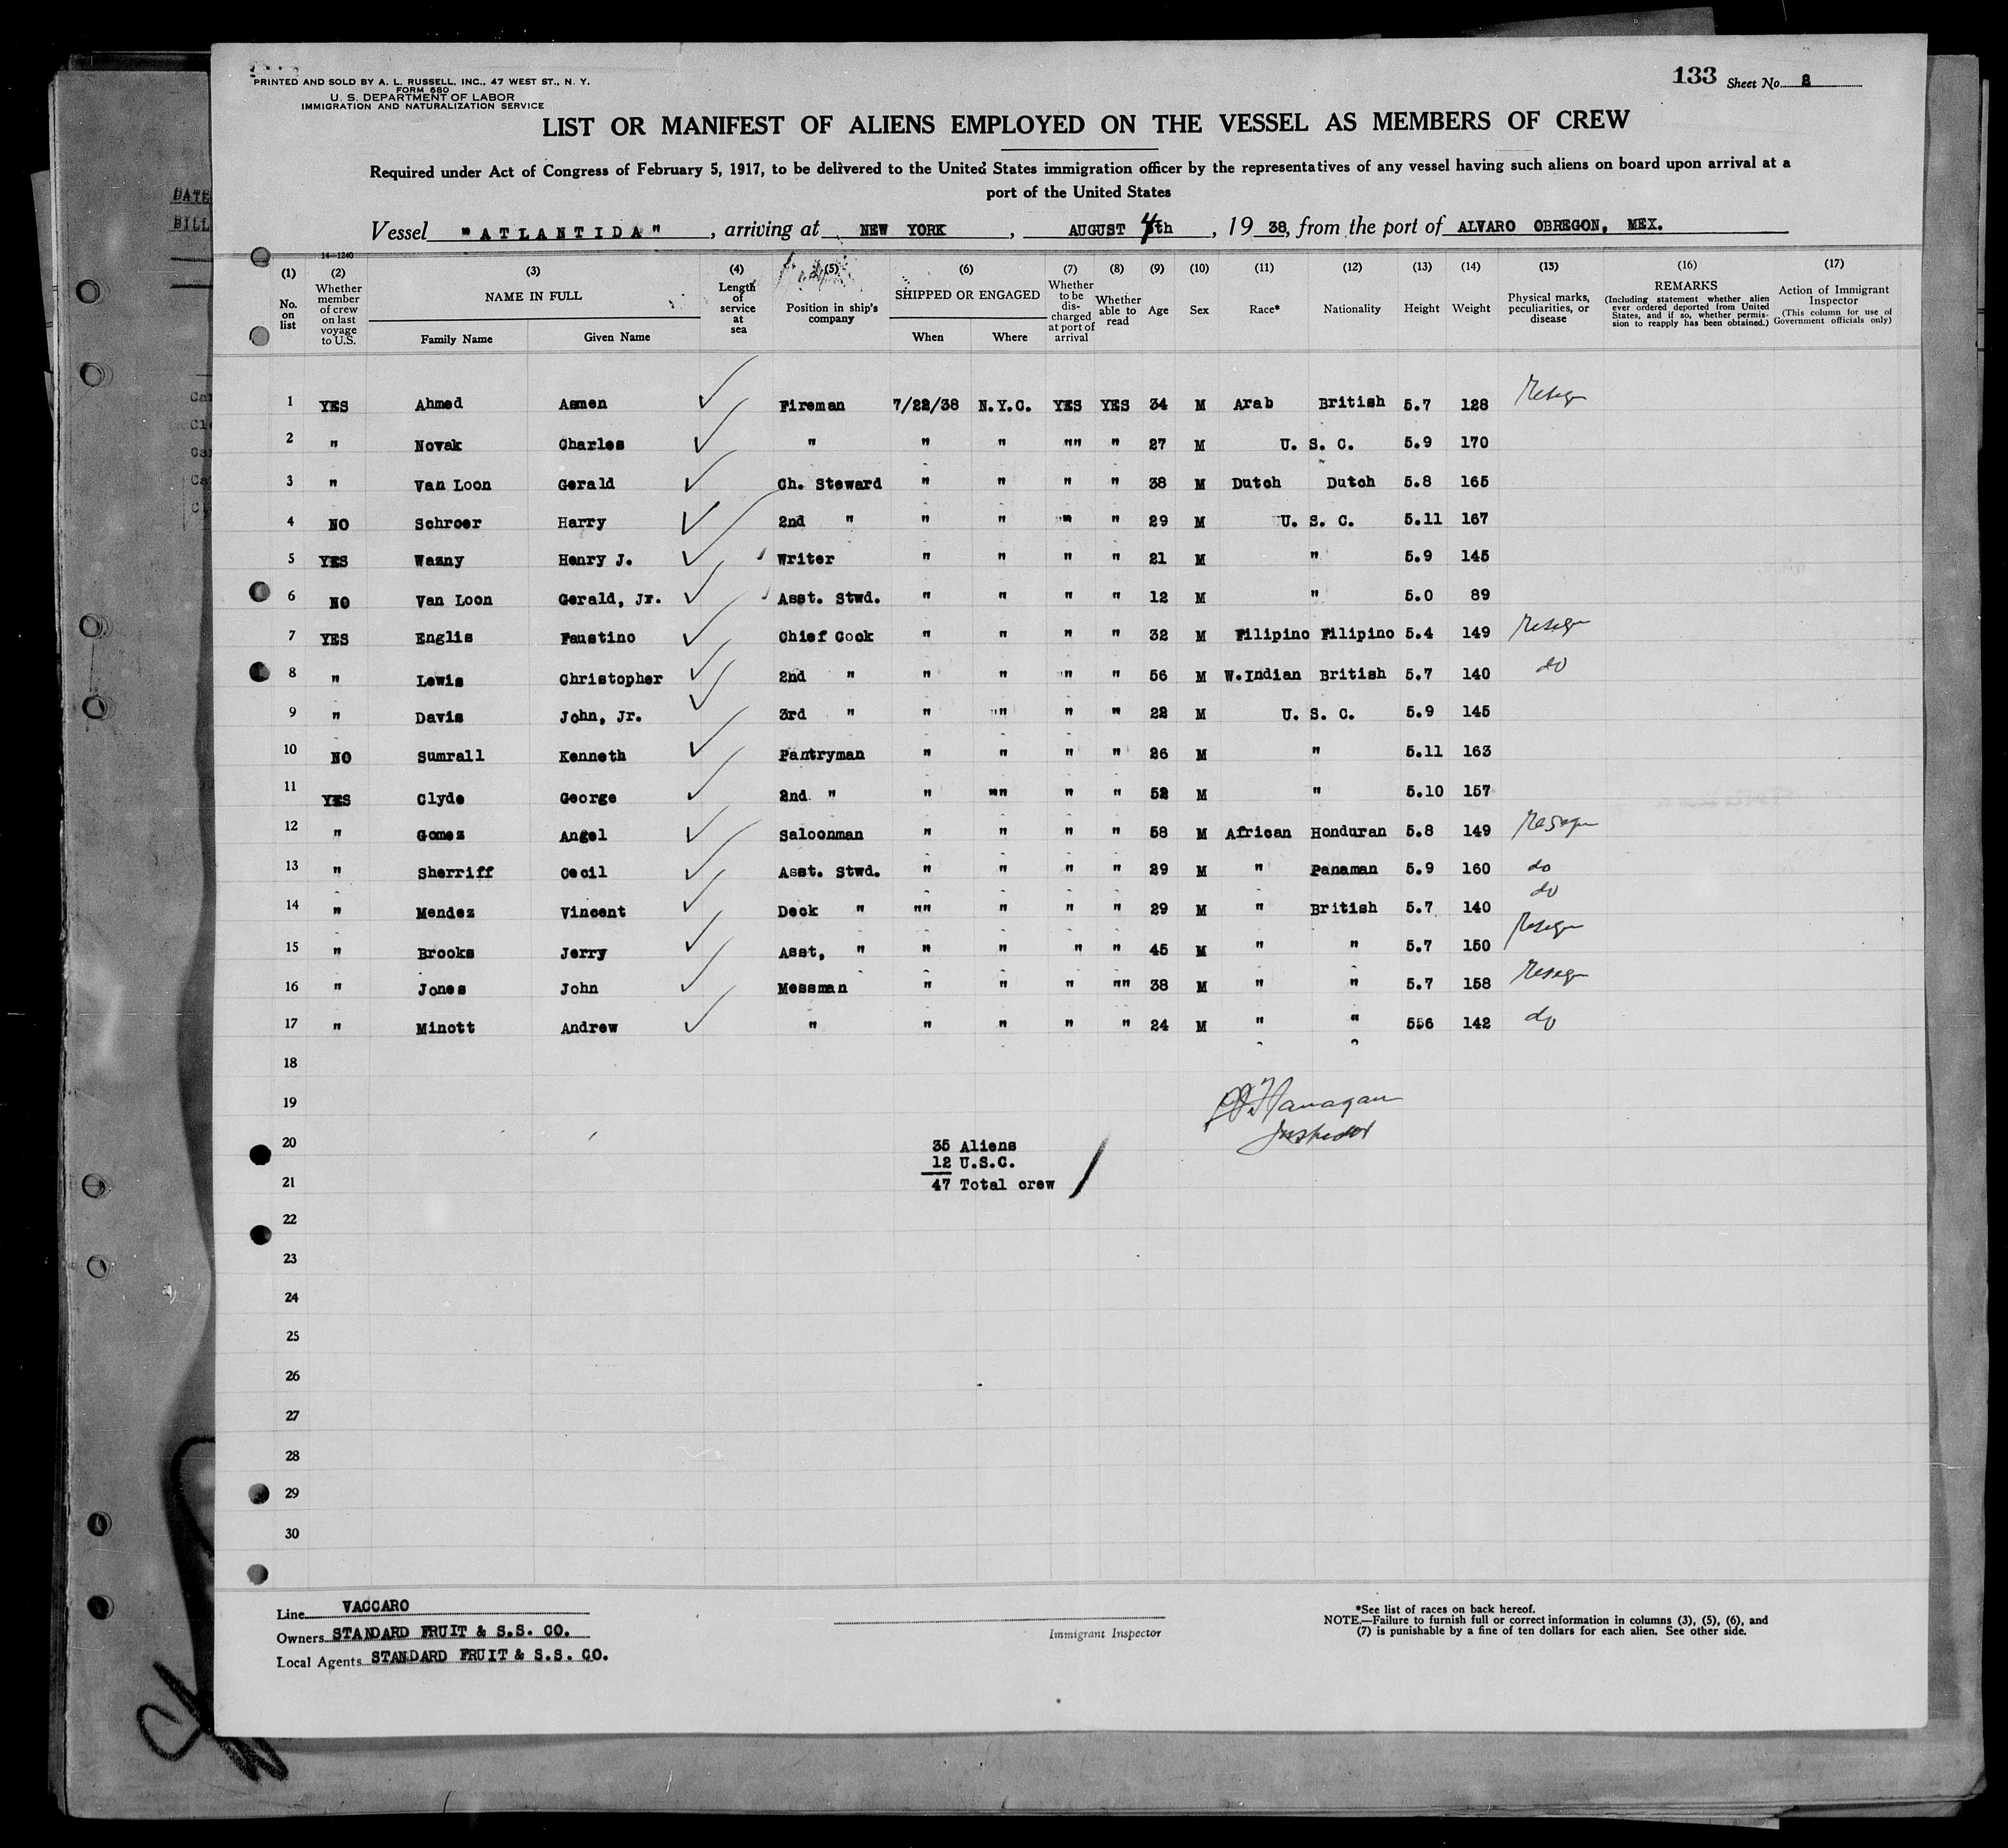 PRINTED AND SOLD BY A. L. RUSSELL, INC., 47 WEST ST., N. Y.
FORM 680
U. S. DEPARTMENT OF LABOR
IMMIGRATION AND NATURALIZATION SERVICE
133 Sheet No. 8
LIST OR MANIFEST OF ALIENS EMPLOYED ON THE VESSEL AS MEMBERS OF CREW
Required under Act of Congress of February 5, 1917, to be delivered to the United States immigration officer by the representatives of any vessel having such aliens on board upon arrival at a
port of the United States
Vessel "ATLANTIDA", arriving at NEW YORK, AUGUST 4th, 1938, from the port of ALVARO OBREGON, MEX.
14-1240
(1) (2) (3) (4) (5) (6) (7) (8) (9) (10) (11) (12) (13) (14) (15) (16) (17)
No. on list
Whether member of crew on last voyage to U.S.
NAME IN FULL
Family Name Given Name
Length of service at sea
Position in ship's company
SHIPPED OR ENGAGED
When Where
Whether to be discharged at port of arrival
Whether able to read
Age Sex Race* Nationality Height Weight
Physical marks, peculiarities, or disease
REMARKS
(Including statement whether alien ever ordered deported from United States, and if so, whether permission to reapply has been obtained.)
Action of Immigrant Inspector
(This column for use of Government officials only)
1 YES Ahmed Asmen Fireman 7/22/38 N.Y.C. YES YES 34 M Arab British 5.7 128
2 " Novak Charles " " " "" " 27 M U. S. C. 5.9 170
3 " Van Loon Gerald Ch. Steward " " " " 38 M Dutch Dutch 5.8 165
4 NO Schroer Harry 2nd " " " " " 29 M U. S. C. 5.11 167
5 YES Wazny Henry J. Writer " " " " 21 M " 5.9 145
6 NO Van Loon Gerald, Jr. Asst. Stwd. " " " " 12 M " 5.0 89
7 YES Englis Faustino Chief Cook " " " " 32 M Filipino Filipino 5.4 149
8 " Lewis Christopher 2nd " " " " " 56 M W.Indian British 5.7 140 do
9 " Davis John, Jr. 3rd " " "" " " 22 M U. S. C. 5.9 145
10 NO Sumrall Kenneth Pantryman " " " " 26 M " 5.11 163
11 YES Clyde George 2nd " " "" " " 52 M " 5.10 157
12 " Gomez Angel Saloonman " " " " 58 M African Honduran 5.8 149
13 " Sherriff Cecil Asst. Stwd. " " " " 29 M " Panaman 5.9 160 do
14 " Mendez Vincent Deck " "" " " " 29 M " British 5.7 140 do
15 " Brooks Jerry Asst, " " " " " 45 M " " 5.7 150
16 " Jones John Messman " " " "" 38 M " " 5.7 158
17 " Minott Andrew " " " " " 24 M " " 556 142 do
18
19
Flanagan
Inspector
20
35 Aliens
12 U.S.C.
21
47 Total crew
22
23
24
25
26
27
28
29
30
Line VACCARO
Owners STANDARD FRUIT & S.S. CO.
Local Agents STANDARD FRUIT & S.S. CO.
Immigrant Inspector
*See list of races on back hereof.
NOTE.—Failure to furnish full or correct information in columns (3), (5), (6), and
(7) is punishable by a fine of ten dollars for each alien. See other side.
DATE
BILL